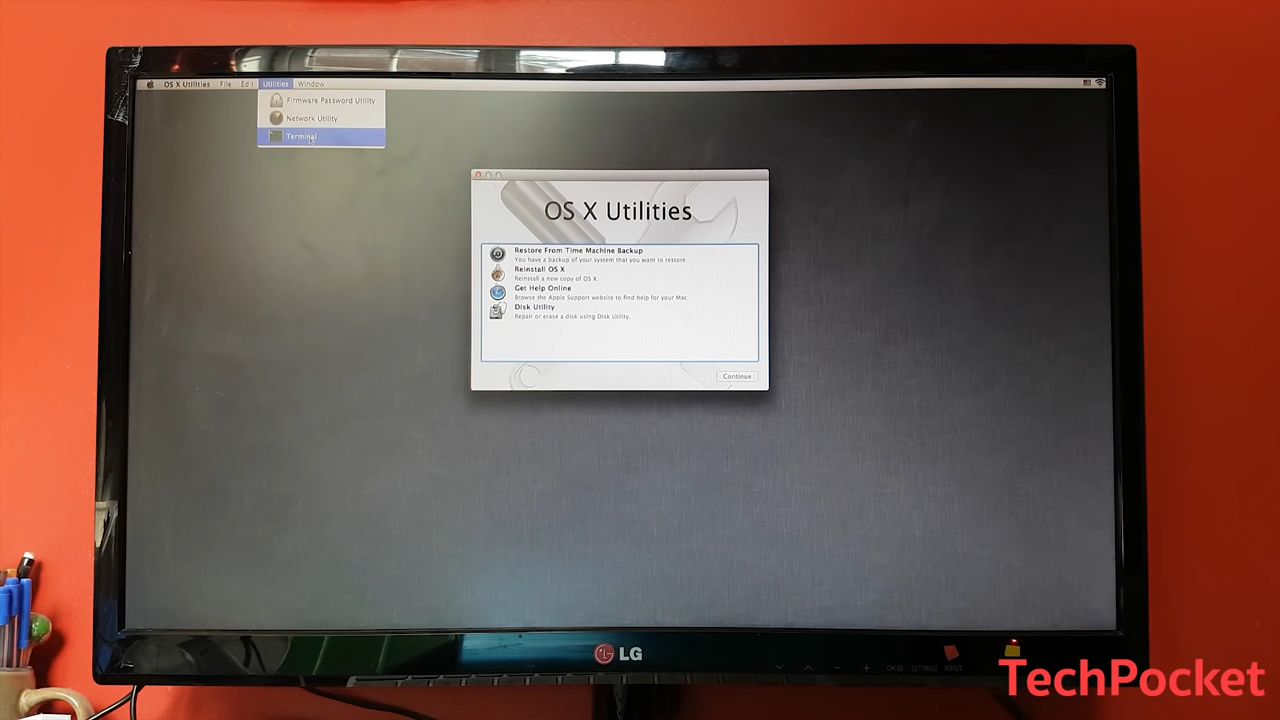 OS X Utilities File Edit Utilities Window
Firmware Password Utility
Network Utility
Terminal
OS X Utilities
Restore From Time Machine Backup
You have a backup of your system that you want to restore.
Reinstall OS X
Reinstall a new copy of OS X.
Get Help Online
Browse the Apple Support website to find help for your Mac.
Disk Utility
Repair or erase a disk using Disk Utility.
Continue
LG
OK SETTINGS INPUT
TechPocket